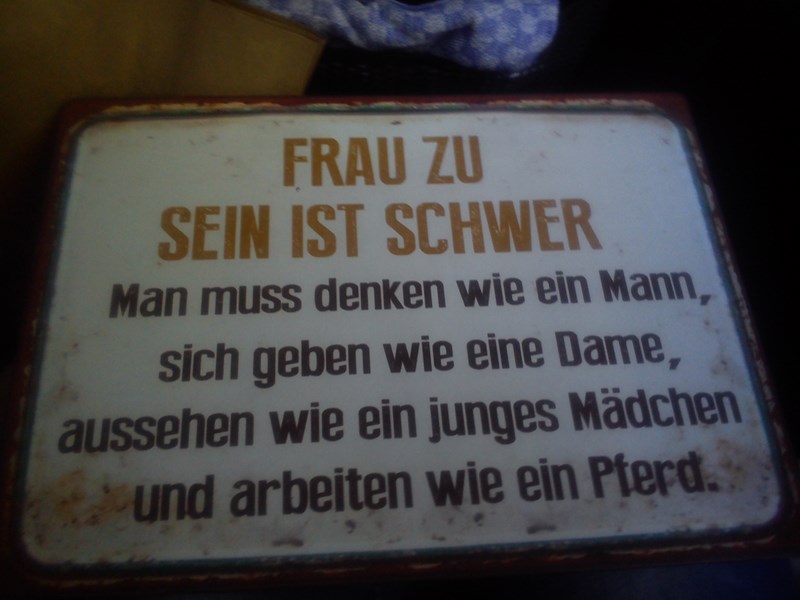 FRAU ZU
SEIN IST SCHWER
Man muss denken wie ein Mann,
sich geben wie eine Dame,
aussehen wie ein junges Mädchen
und arbeiten wie ein Pferd.